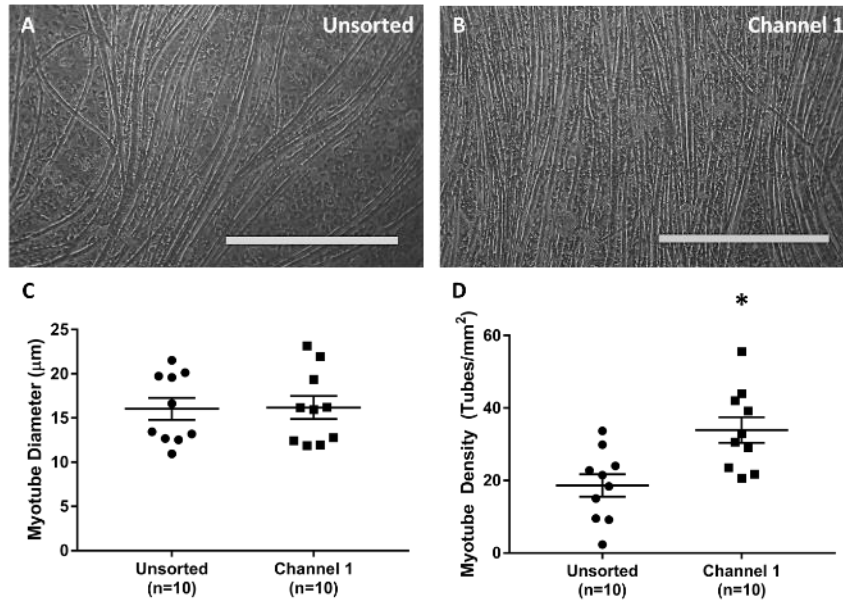 A
Unsorted
B
Channel 1
C
Myotube Diameter (μm)
25
20
15
10
5
0
Unsorted
(n=10)
Channel 1
(n=10)
D
*
Myotube Density (Tubes/mm²)
60
40
20
0
Unsorted
(n=10)
Channel 1
(n=10)